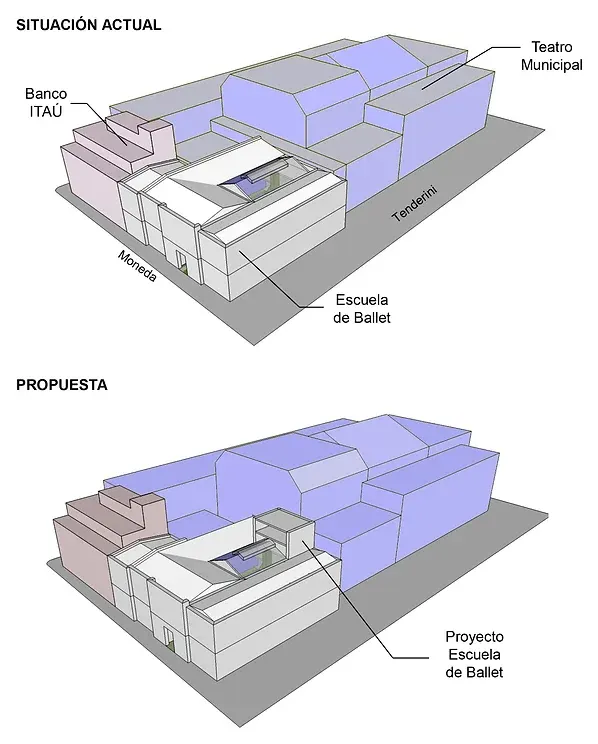 SITUACIÓN ACTUAL
Teatro
Municipal
Banco
ITAÚ
Tenderini
Moneda
Escuela
de Ballet
PROPUESTA
Proyecto
Escuela
de Ballet